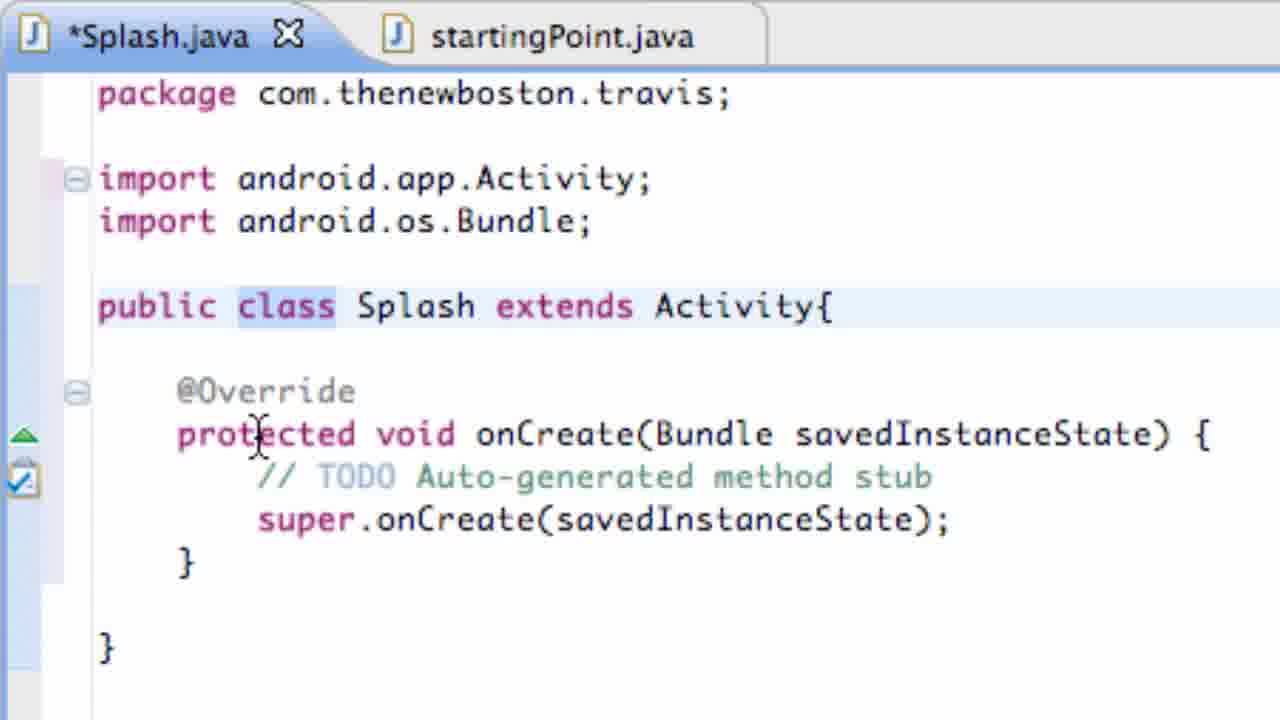 *Splash.java startingPoint.java
package com.thenewboston.travis;
import android.app.Activity;
import android.os.Bundle;
public class Splash extends Activity{
@Override
protected void onCreate(Bundle savedInstanceState) {
// TODO Auto-generated method stub
super.onCreate(savedInstanceState);
}
}